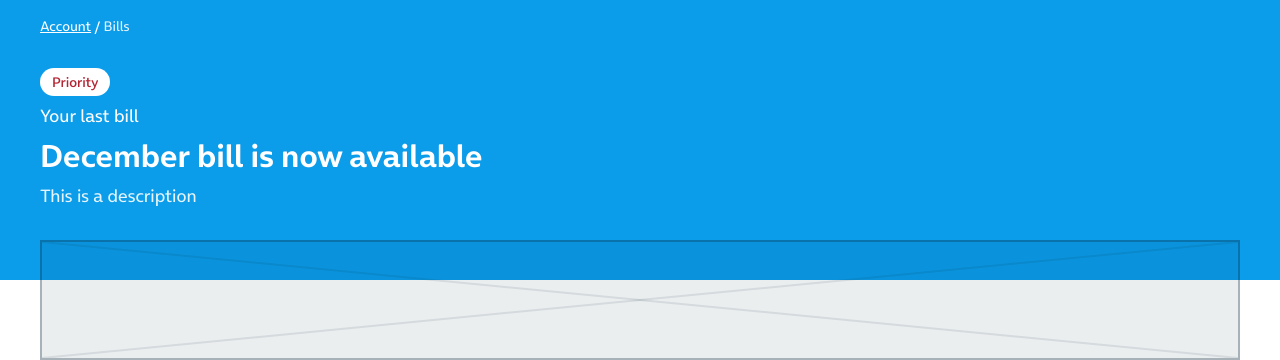 Account / Bills
Priority
Your last bill
December bill is now available
This is a description